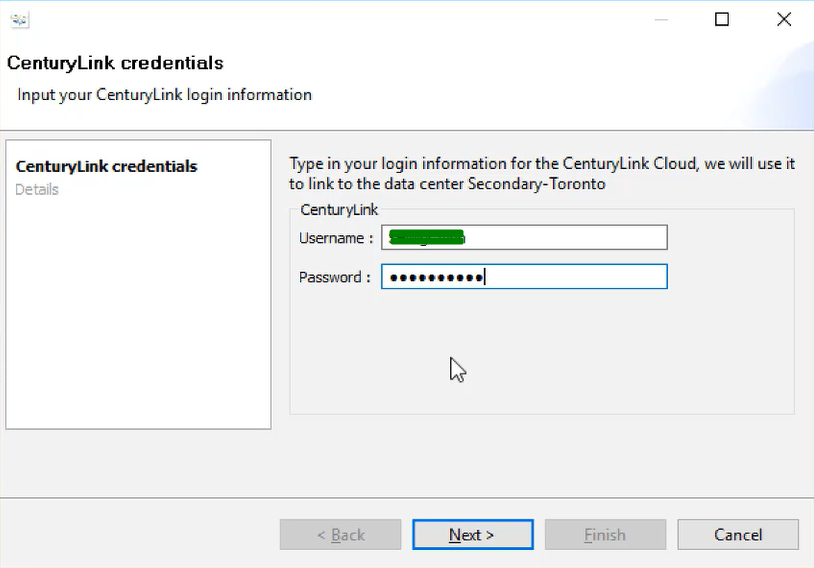 CenturyLink credentials
Input your CenturyLink login information
CenturyLink credentials
Details
Type in your login information for the CenturyLink Cloud, we will use it
to link to the data center Secondary-Toronto
CenturyLink
Username :
Password : ●●●●●●●●●●
< Back
Next >
Finish
Cancel